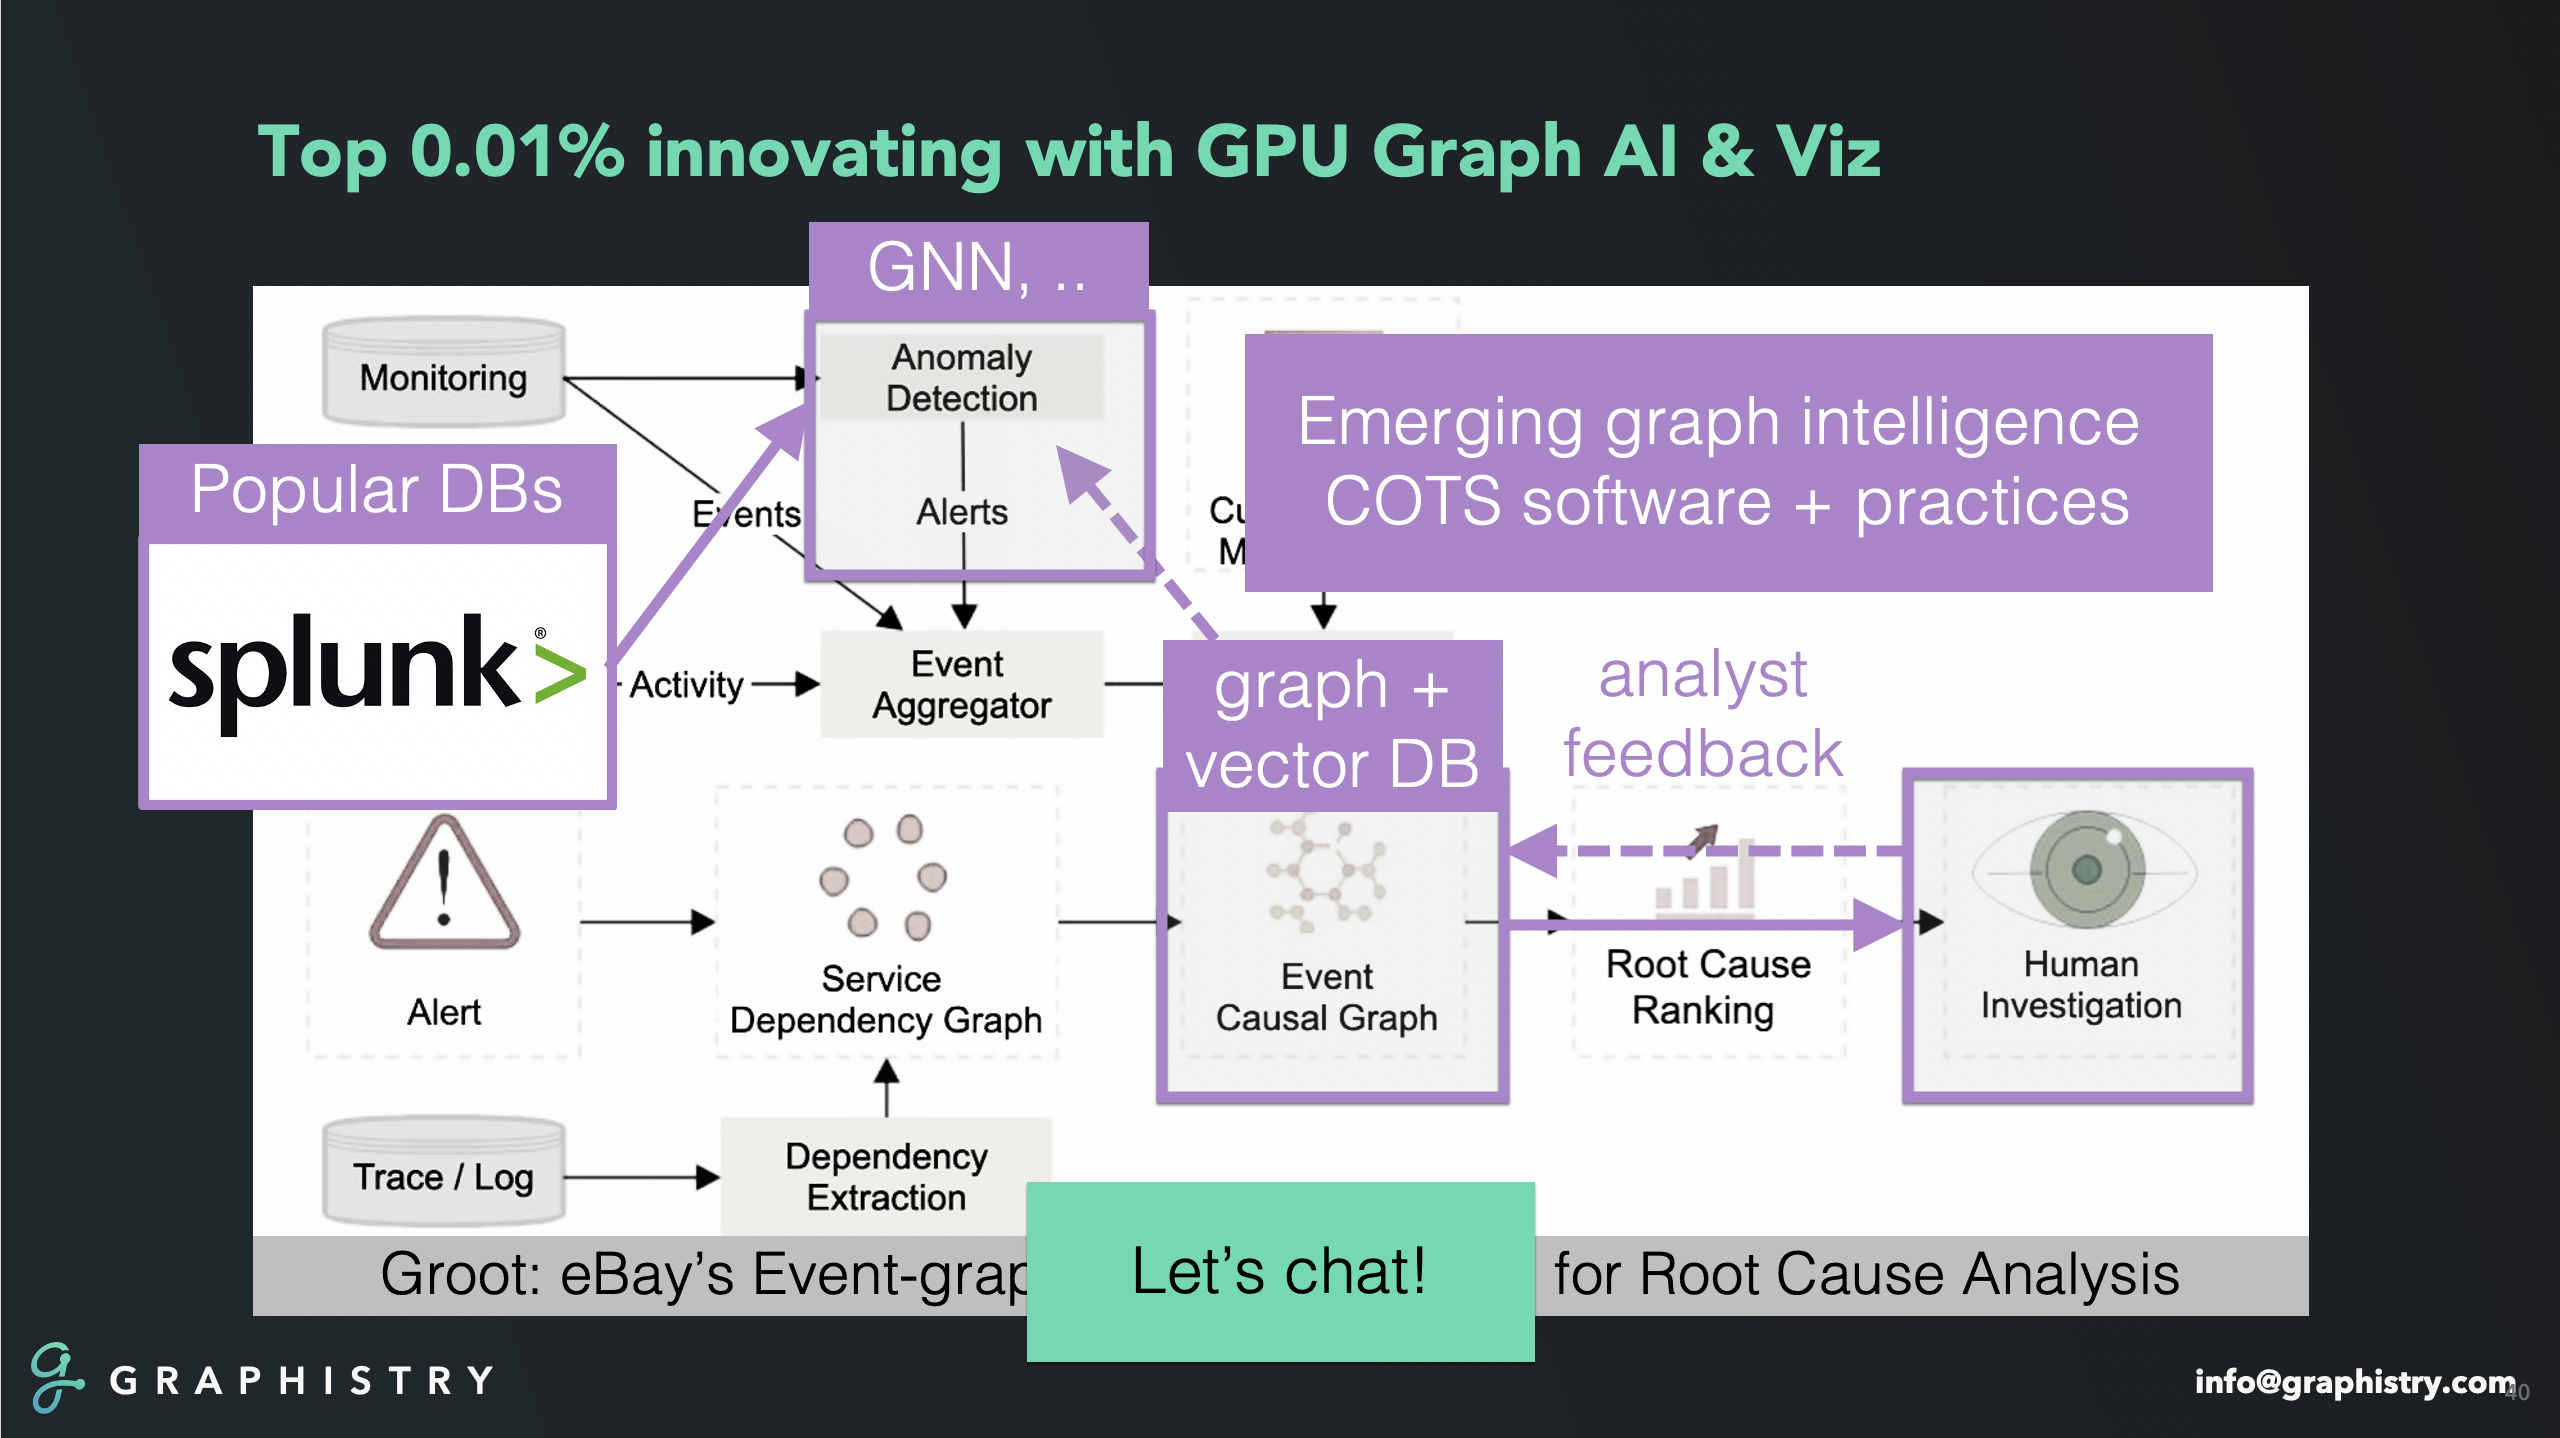 Top 0.01% innovating with GPU Graph AI & Viz
GNN, ..
Monitoring
Anomaly
Detection
Emerging graph intelligence
COTS software + practices
Popular DBs
Events
Alerts
Cu
M
splunk>®
Activity
Event
Aggregator
graph +
vector DB
analyst
feedback
Alert
Service
Dependency Graph
Event
Causal Graph
Root Cause
Ranking
Human
Investigation
Trace / Log
Dependency
Extraction
Groot: eBay's Event-grap
Let's chat!
for Root Cause Analysis
GRAPHISTRY
info@graphistry.com
40